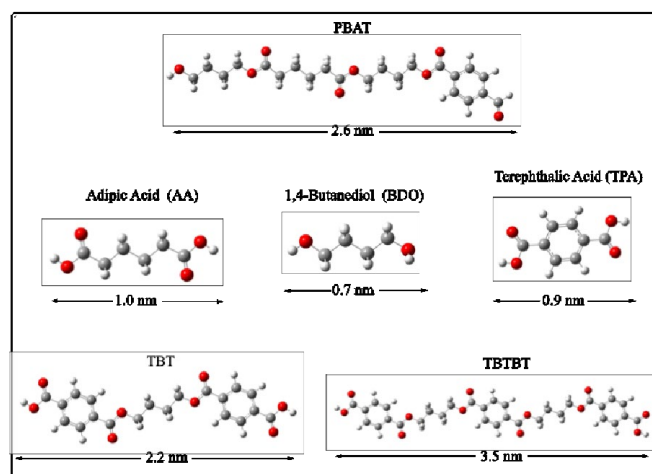 PBAT
2.6 nm
Adipic Acid (AA)
1,4-Butanediol (BDO)
Terephthalic Acid (TPA)
1.0 nm
0.7 nm
0.9 nm
TBT
TBTBT
2.2 nm
3.5 nm